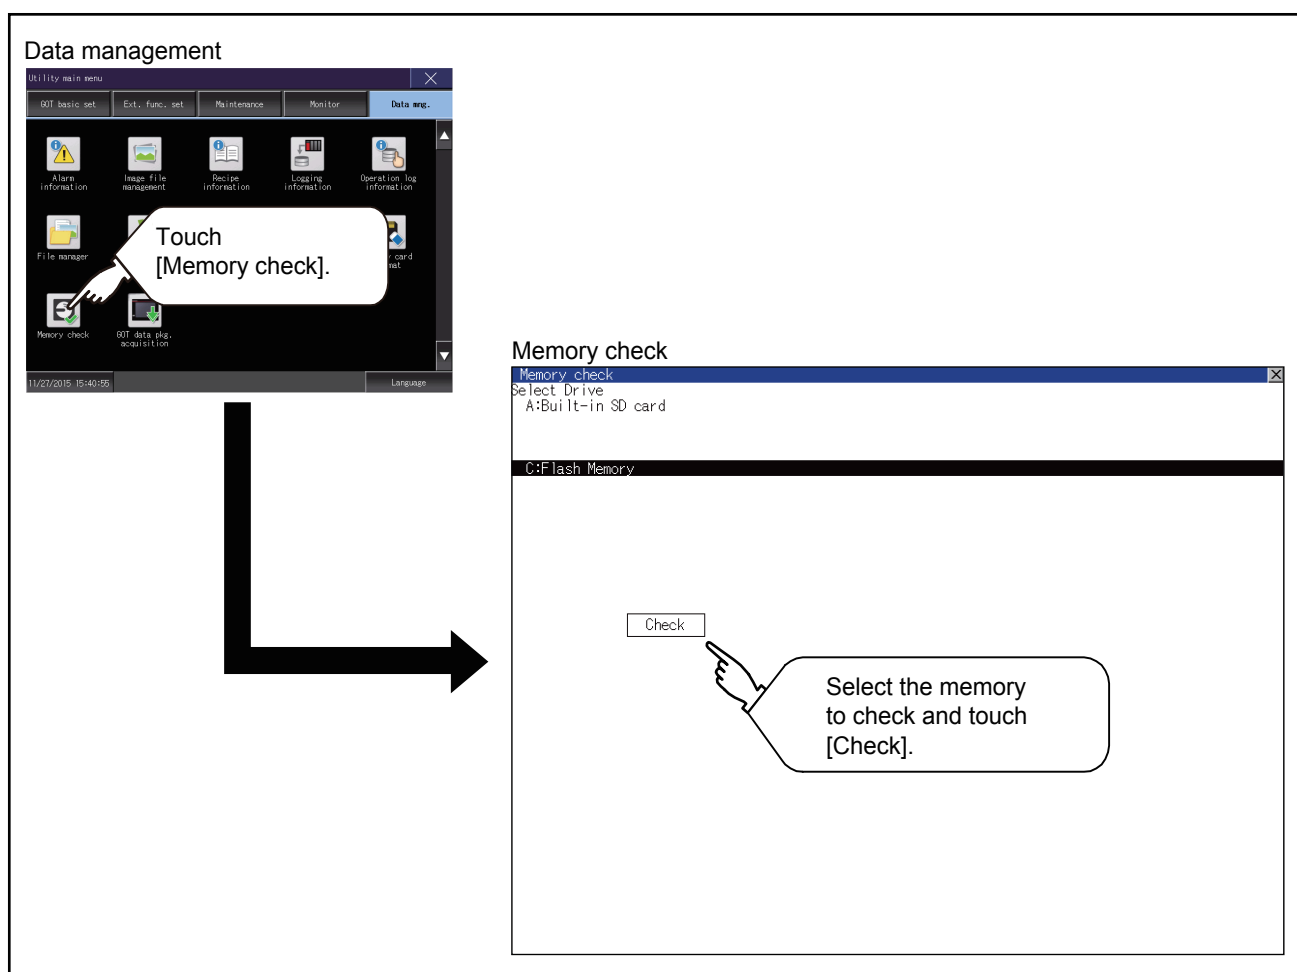 Data management
Utility main menu
GOT basic set Ext. func. set Maintenance Monitor Data mng.
Alarm information
Image file management
Recipe information
Logging information
Operation log information
File manager
card
mat
Touch
[Memory check].
Memory check
GOT data pkg. acquisition
11/27/2015 15:40:55
Language
Memory check
Memory check
Select Drive
A:Built-in SD card
C:Flash Memory
Check
Select the memory
to check and touch
[Check].